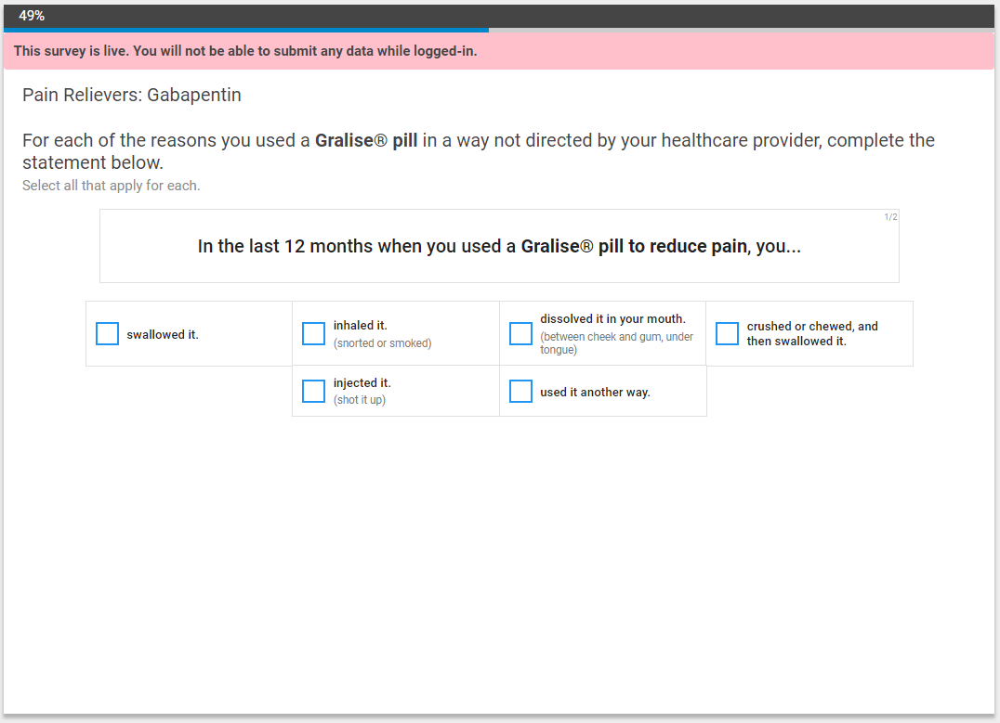 49%
This survey is live. You will not be able to submit any data while logged-in.
Pain Relievers: Gabapentin
For each of the reasons you used a Gralise® pill in a way not directed by your healthcare provider, complete the
statement below.
Select all that apply for each.
1/2
In the last 12 months when you used a Gralise® pill to reduce pain, you...
swallowed it.
inhaled it.
(snorted or smoked)
dissolved it in your mouth.
(between cheek and gum, under
tongue)
crushed or chewed, and
then swallowed it.
injected it.
(shot it up)
used it another way.